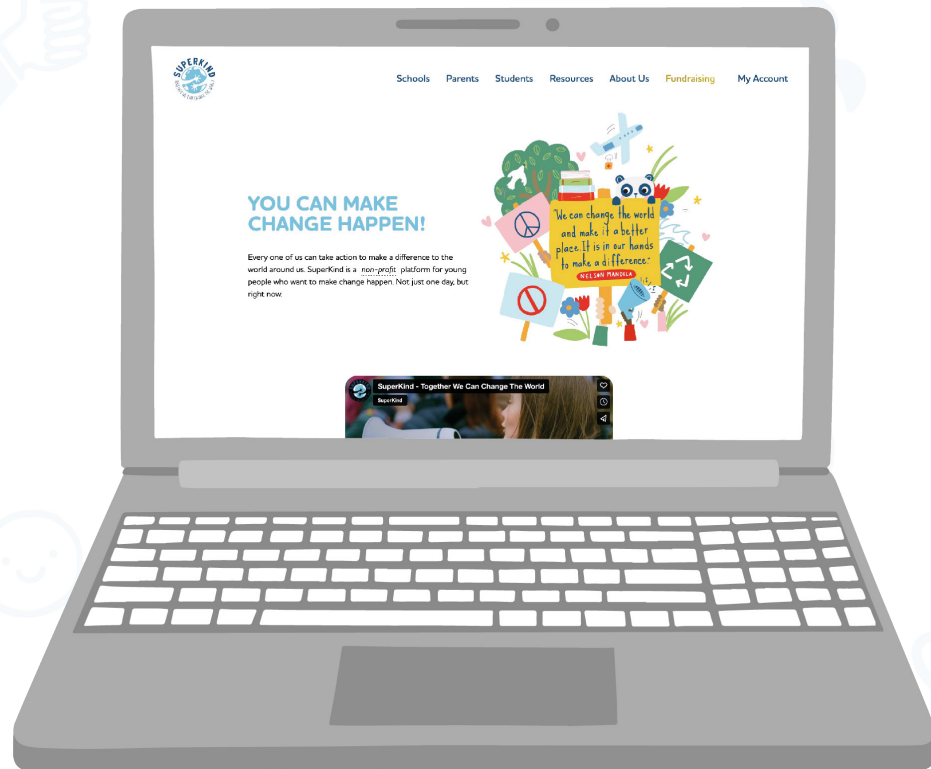 SUPERKIND
Schools Parents Students Resources About Us Fundraising My Account
YOU CAN MAKE
CHANGE HAPPEN!
Every one of us can take action to make a difference to the
world around us. SuperKind is a non-profit platform for young
people who want to make change happen. Not just one day, but
right now.
"We can change the world
and make it a better
place. It is in our hands
to make a difference."
NELSON MANDELA
SuperKind - Together We Can Change The World
SuperKind